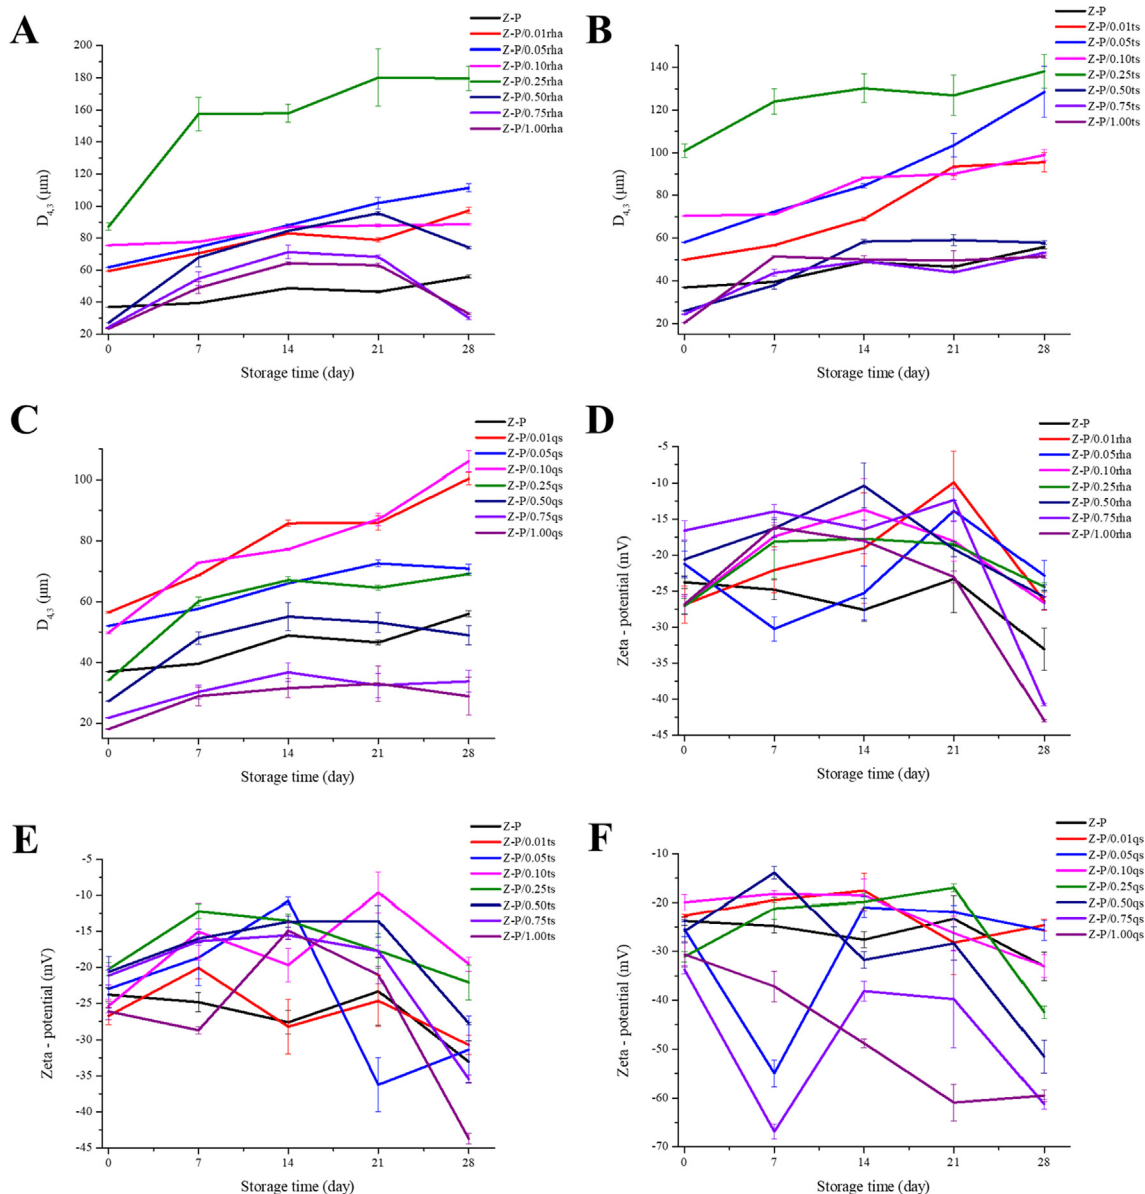 A
Z-P
Z-P/0.01rha
Z-P/0.05rha
Z-P/0.10rha
Z-P/0.25rha
Z-P/0.50rha
Z-P/0.75rha
Z-P/1.00rha
200
180
160
140
120
100
80
60
40
20
D4,3 (μm)
0 7 14 21 28
Storage time (day)
B
Z-P
Z-P/0.01ts
Z-P/0.05ts
Z-P/0.10ts
Z-P/0.25ts
Z-P/0.50ts
Z-P/0.75ts
Z-P/1.00ts
140
120
100
80
60
40
20
D4,3 (μm)
0 7 14 21 28
Storage time (day)
C
Z-P
Z-P/0.01qs
Z-P/0.05qs
Z-P/0.10qs
Z-P/0.25qs
Z-P/0.50qs
Z-P/0.75qs
Z-P/1.00qs
100
80
60
40
20
D4,3 (μm)
0 7 14 21 28
Storage time (day)
D
Z-P
Z-P/0.01rha
Z-P/0.05rha
Z-P/0.10rha
Z-P/0.25rha
Z-P/0.50rha
Z-P/0.75rha
Z-P/1.00rha
-5
-10
-15
-20
-25
-30
-35
-40
-45
Zeta - potential (mV)
0 7 14 21 28
Storage time (day)
E
Z-P
Z-P/0.01ts
Z-P/0.05ts
Z-P/0.10ts
Z-P/0.25ts
Z-P/0.50ts
Z-P/0.75ts
Z-P/1.00ts
-5
-10
-15
-20
-25
-30
-35
-40
-45
Zeta - potential (mV)
0 7 14 21 28
Storage time (day)
F
Z-P
Z-P/0.01qs
Z-P/0.05qs
Z-P/0.10qs
Z-P/0.25qs
Z-P/0.50qs
Z-P/0.75qs
Z-P/1.00qs
-10
-20
-30
-40
-50
-60
-70
Zeta - potential (mV)
0 7 14 21 28
Storage time (day)